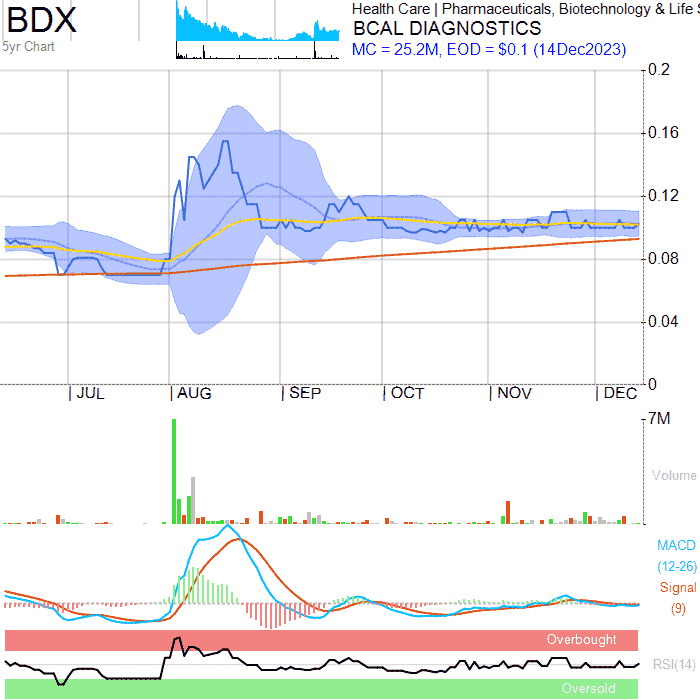 BDX
5yr Chart
Health Care | Pharmaceuticals, Biotechnology & Life S
BCAL DIAGNOSTICS
MC = 25.2M, EOD = $0.1 (14Dec2023)
0.2
0.16
0.12
0.08
0.04
0
JUL
AUG
SEP
OCT
NOV
DEC
7M
Volume
MACD
(12-26)
Signal
(9)
Overbought
RSI(14)
Oversold